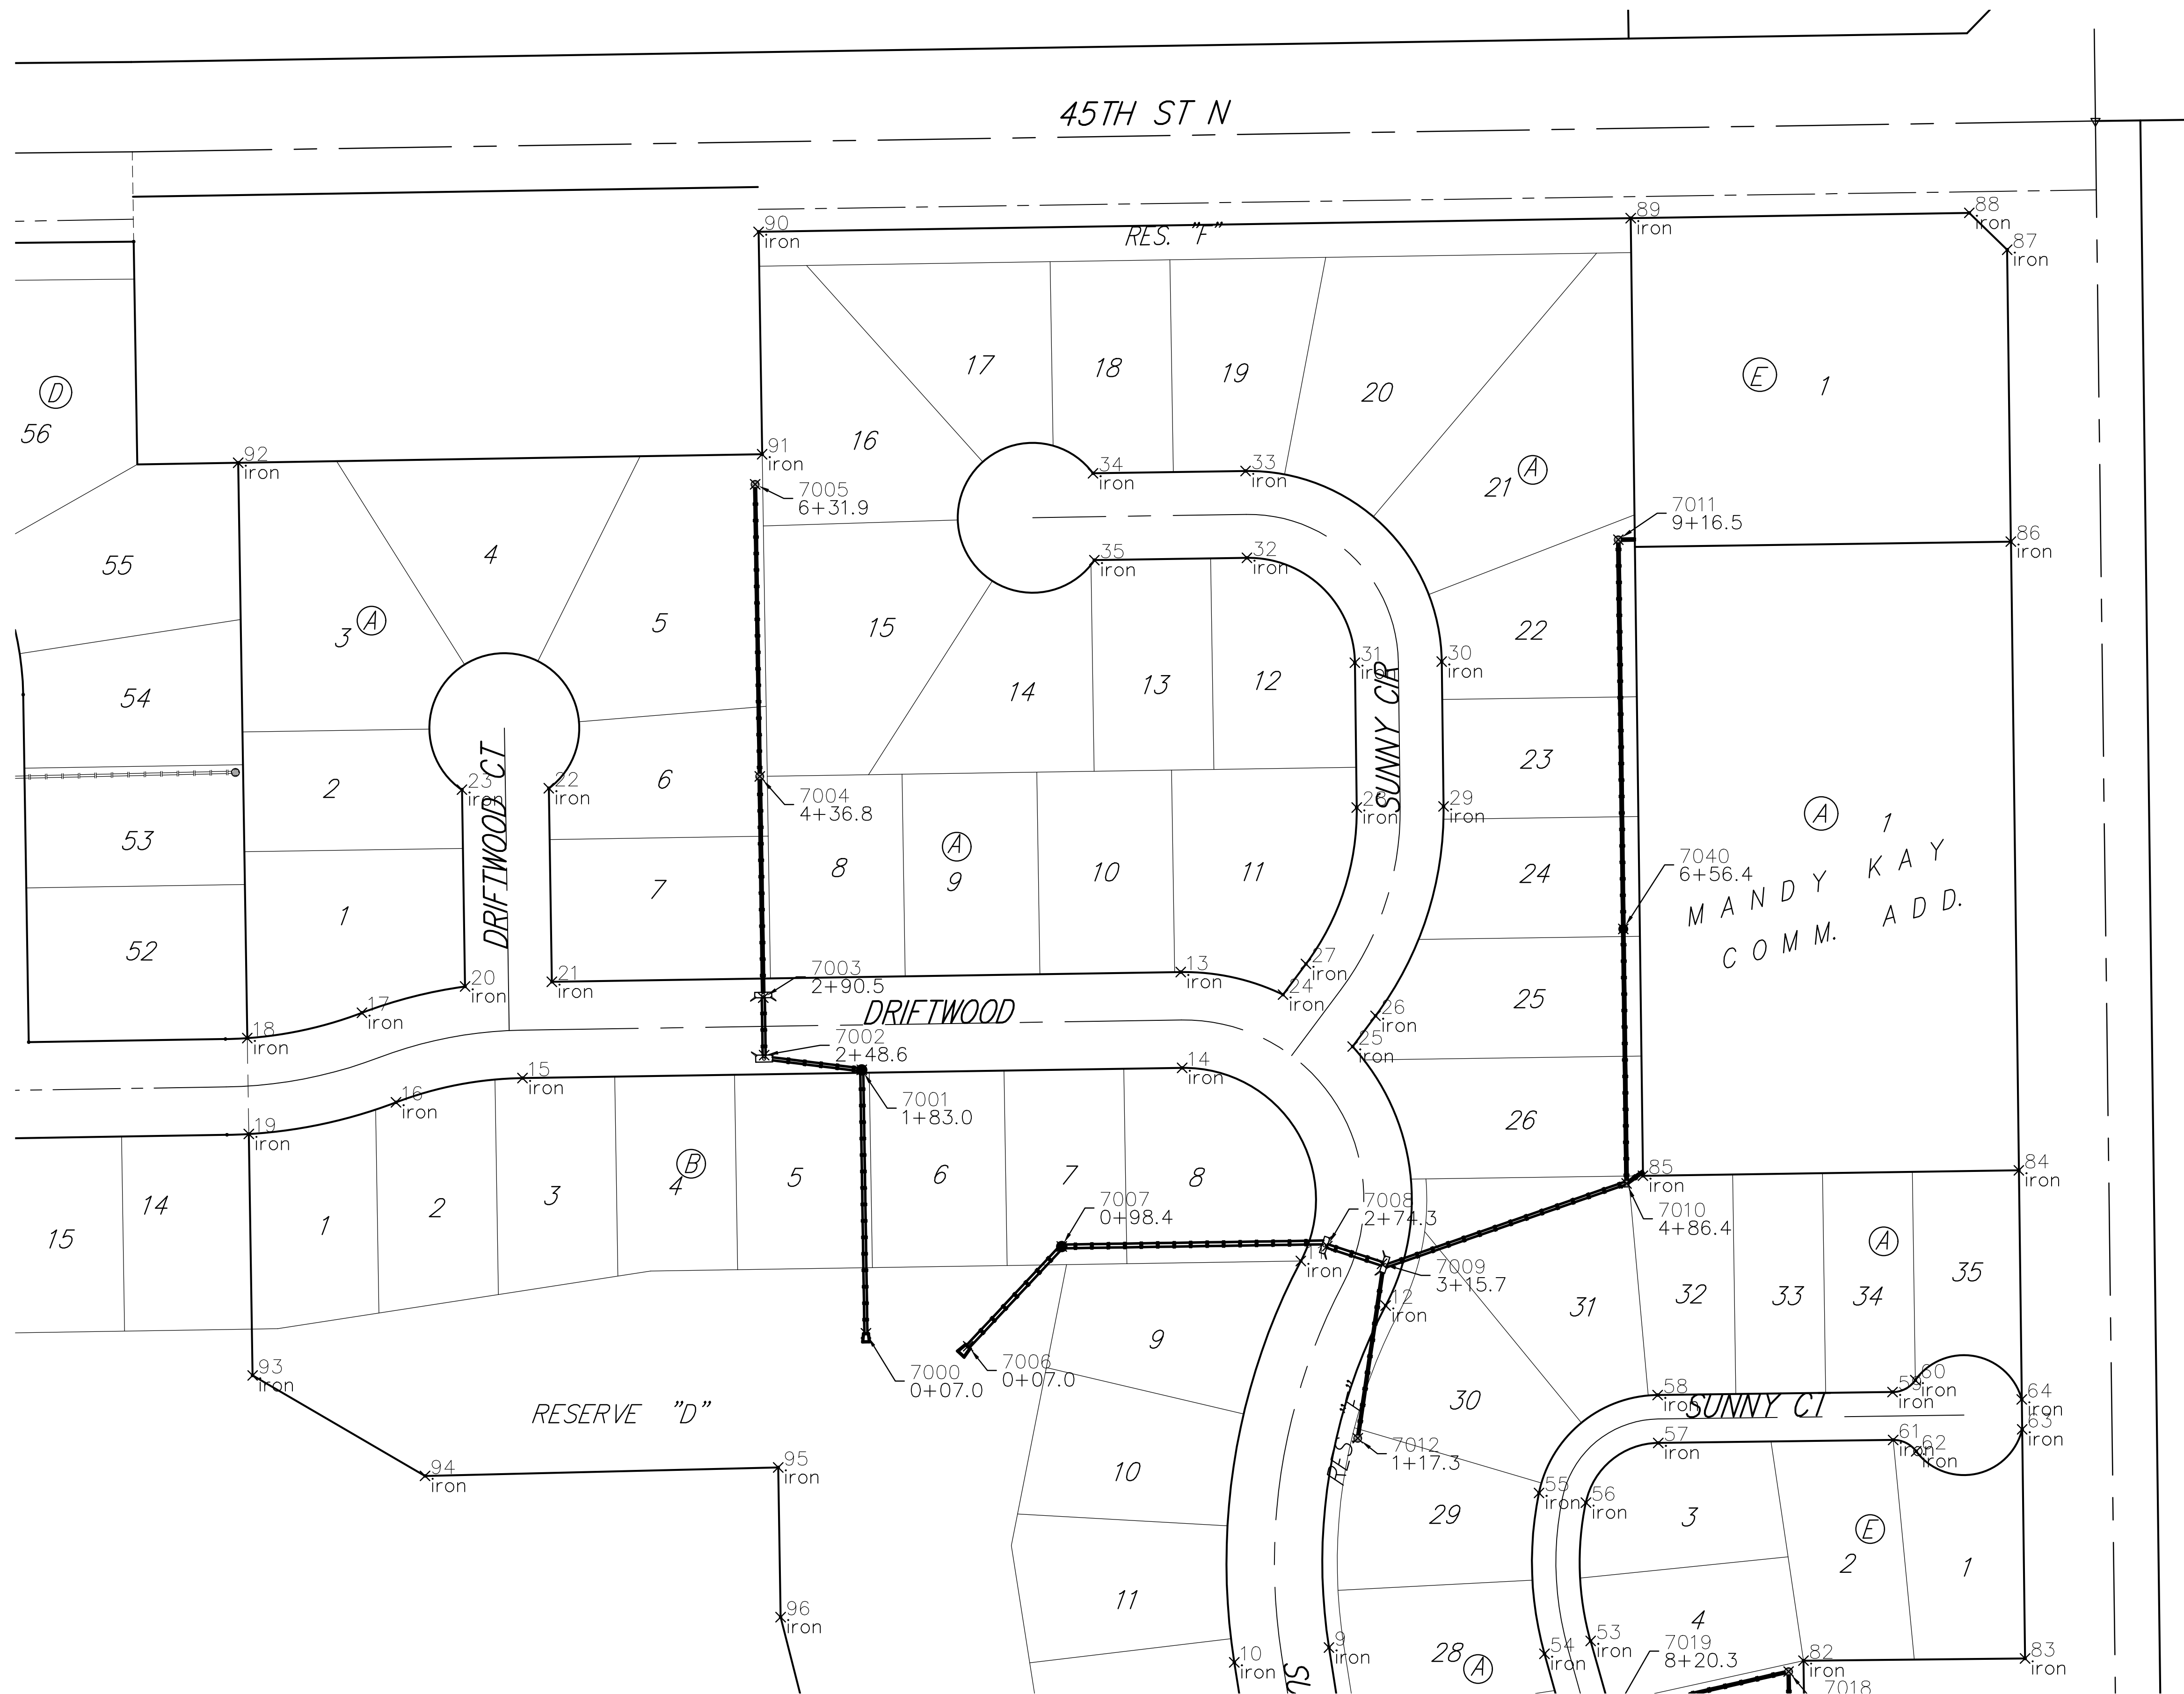 45TH ST N
88
iron
89
iron
90
iron
RES. "F"
87
iron
17
18
19
20
E
1
D
56
16
92
iron
91
iron
34
iron
33
iron
21
A
7005
6+31.9
7011
9+16.5
86
iron
55
4
35
iron
32
iron
3
A
5
15
22
31
iron
30
iron
54
14
13
12
SUNNY CIR
DRIFTWOOD CT
2
23
iron
22
iron
6
7004
4+36.8
28
iron
29
iron
23
53
A
1
MANDY KAY
COMM. ADD.
7040
6+56.4
8
A
9
10
11
24
1
7
52
20
iron
21
iron
7003
2+90.5
13
iron
27
iron
24
iron
25
17
iron
18
iron
DRIFTWOOD
26
iron
25
iron
7002
2+48.6
15
iron
14
iron
16
iron
7001
1+83.0
26
19
iron
84
iron
85
iron
15
14
1
2
3
B
4
5
6
7
8
7007
0+98.4
7008
2+74.3
7010
4+86.4
11
iron
7009
3+15.7
A
32
33
34
35
31
12
iron
9
93
iron
7000
0+07.0
7006
0+07.0
60
iron
59
iron
58
iron
64
iron
SUNNY CT
30
RESERVE "D"
63
iron
57
iron
61
iron
62
iron
7012
1+17.3
94
iron
95
iron
10
55
iron
56
iron
29
3
E
2
1
11
96
iron
4
10
iron
9
iron
28
A
54
iron
53
iron
7019
8+20.3
82
iron
83
iron
7018